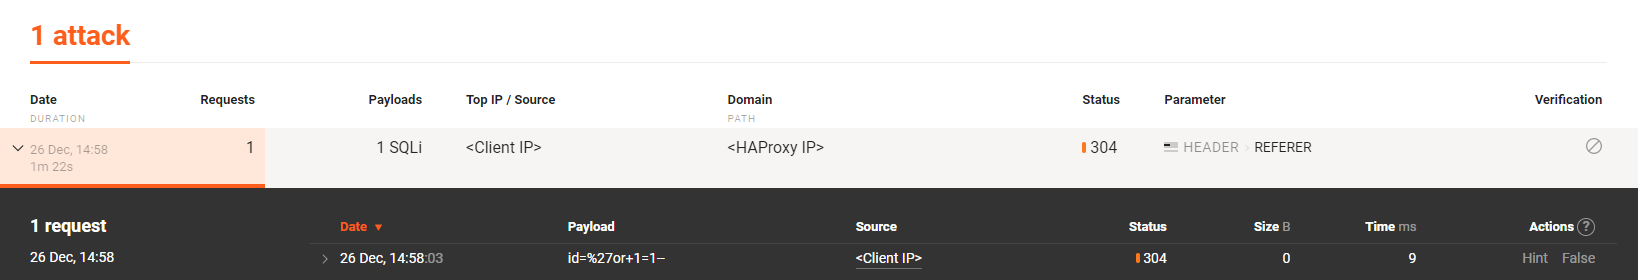 1 attack
Date Requests Payloads Top IP / Source Domain Status Parameter Verification
DURATION PATH
26 Dec, 14:58 1 1 SQLi <Client IP> <HAProxy IP> 304 HEADER › REFERER
1m 22s
1 request Date ▼ Payload Source Status Size B Time ms Actions ?
26 Dec, 14:58 26 Dec, 14:58:03 id=%27or+1=1-- <Client IP> 304 0 9 Hint False